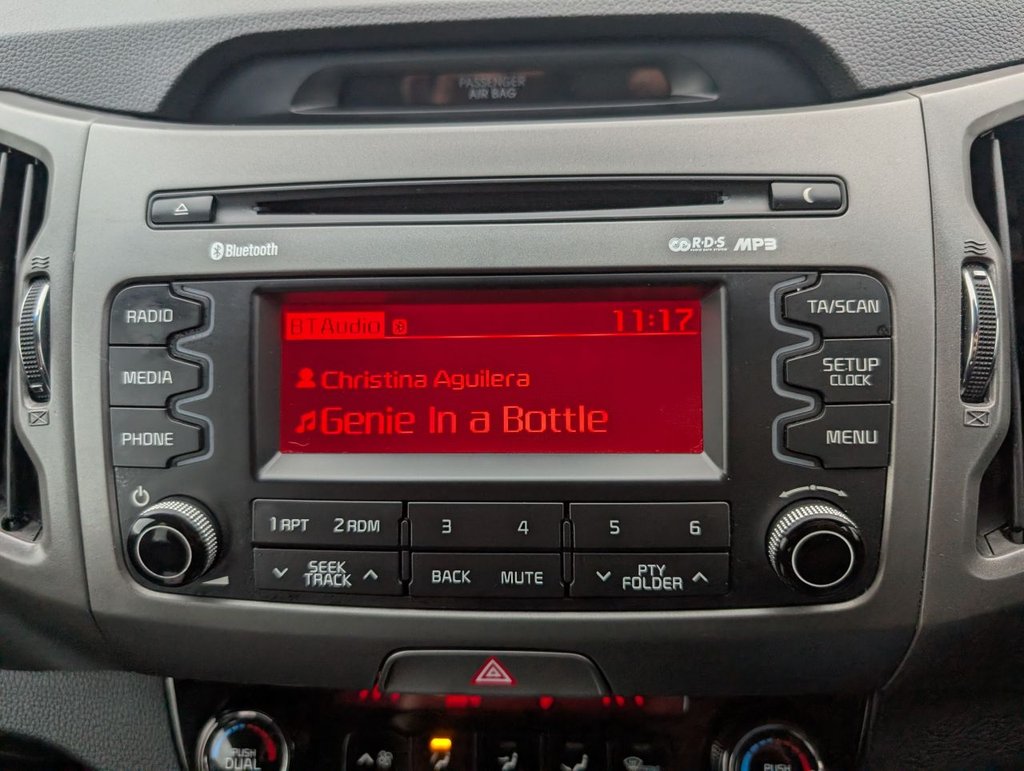 PASSENGER
AIR BAG
Bluetooth
R·D·S MP3
RADIO
MEDIA
PHONE
BT Audio 11:17
Christina Aguilera
Genie In a Bottle
TA/SCAN
SETUP
CLOCK
MENU
1 RPT 2 RDM 3 4 5 6
SEEK
TRACK
BACK MUTE
PTY
FOLDER
PUSH
DUAL
PUSH